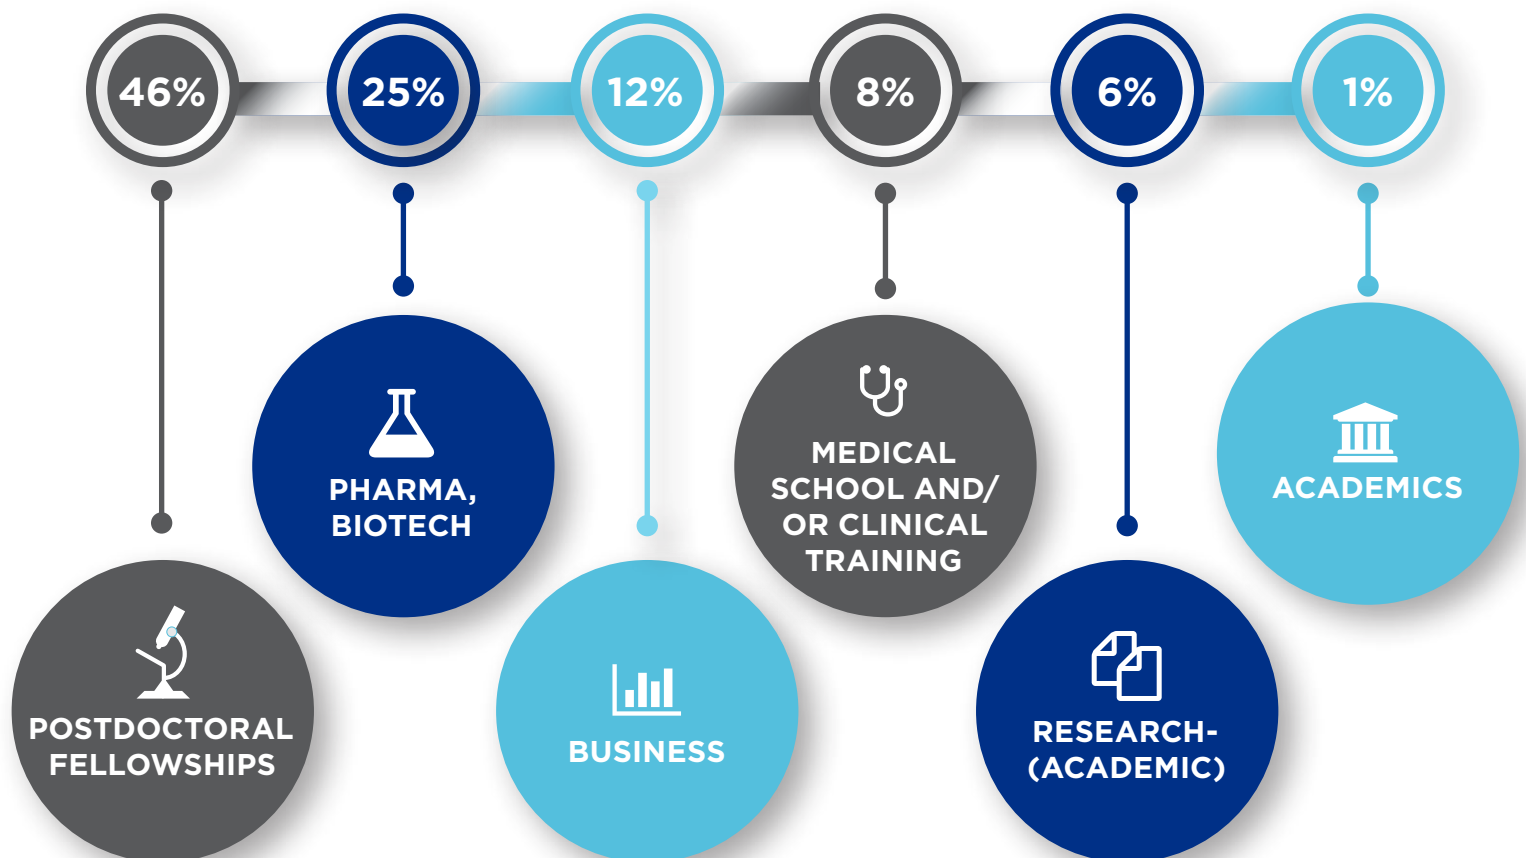 46%
25%
12%
8%
6%
1%
POSTDOCTORAL
FELLOWSHIPS
PHARMA,
BIOTECH
BUSINESS
MEDICAL
SCHOOL AND/
OR CLINICAL
TRAINING
RESEARCH-
(ACADEMIC)
ACADEMICS